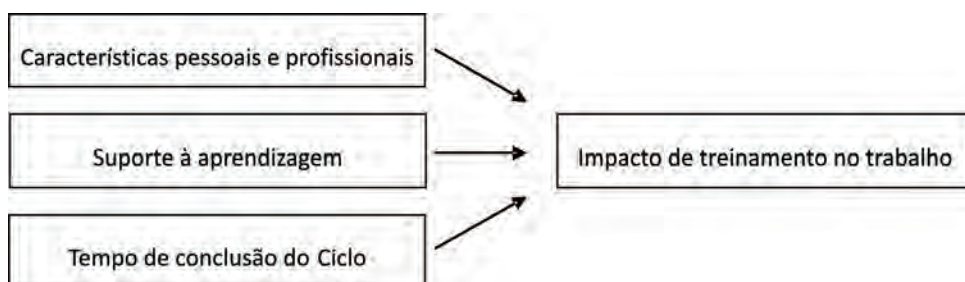 Características pessoais e profissionais
Suporte à aprendizagem
Impacto de treinamento no trabalho
Tempo de conclusão do Ciclo